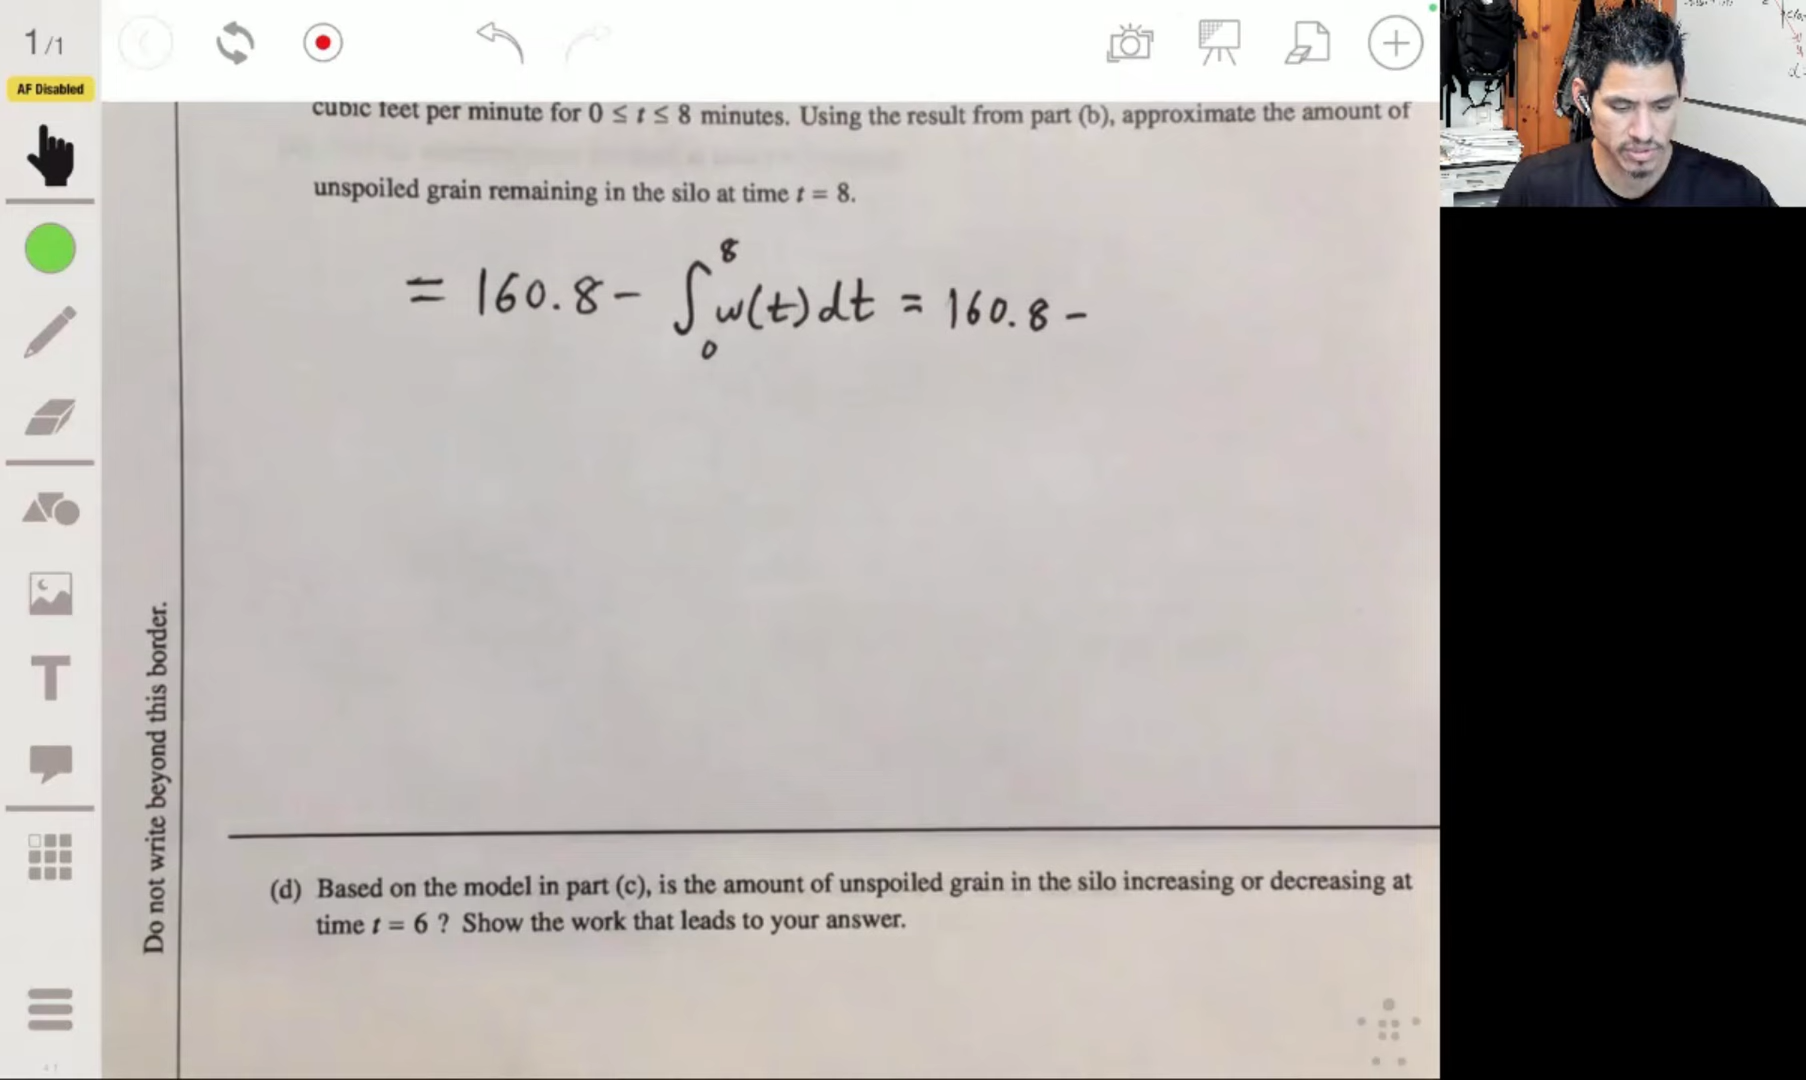 1/1
AF Disabled
cubic feet per minute for 0 ≤ t ≤ 8 minutes. Using the result from part (b), approximate the amount of
unspoiled grain remaining in the silo at time t = 8.
= 160.8 - ∫₀⁸ w(t) dt = 160.8 -
T
Do not write beyond this border.
(d) Based on the model in part (c), is the amount of unspoiled grain in the silo increasing or decreasing at
time t = 6 ? Show the work that leads to your answer.